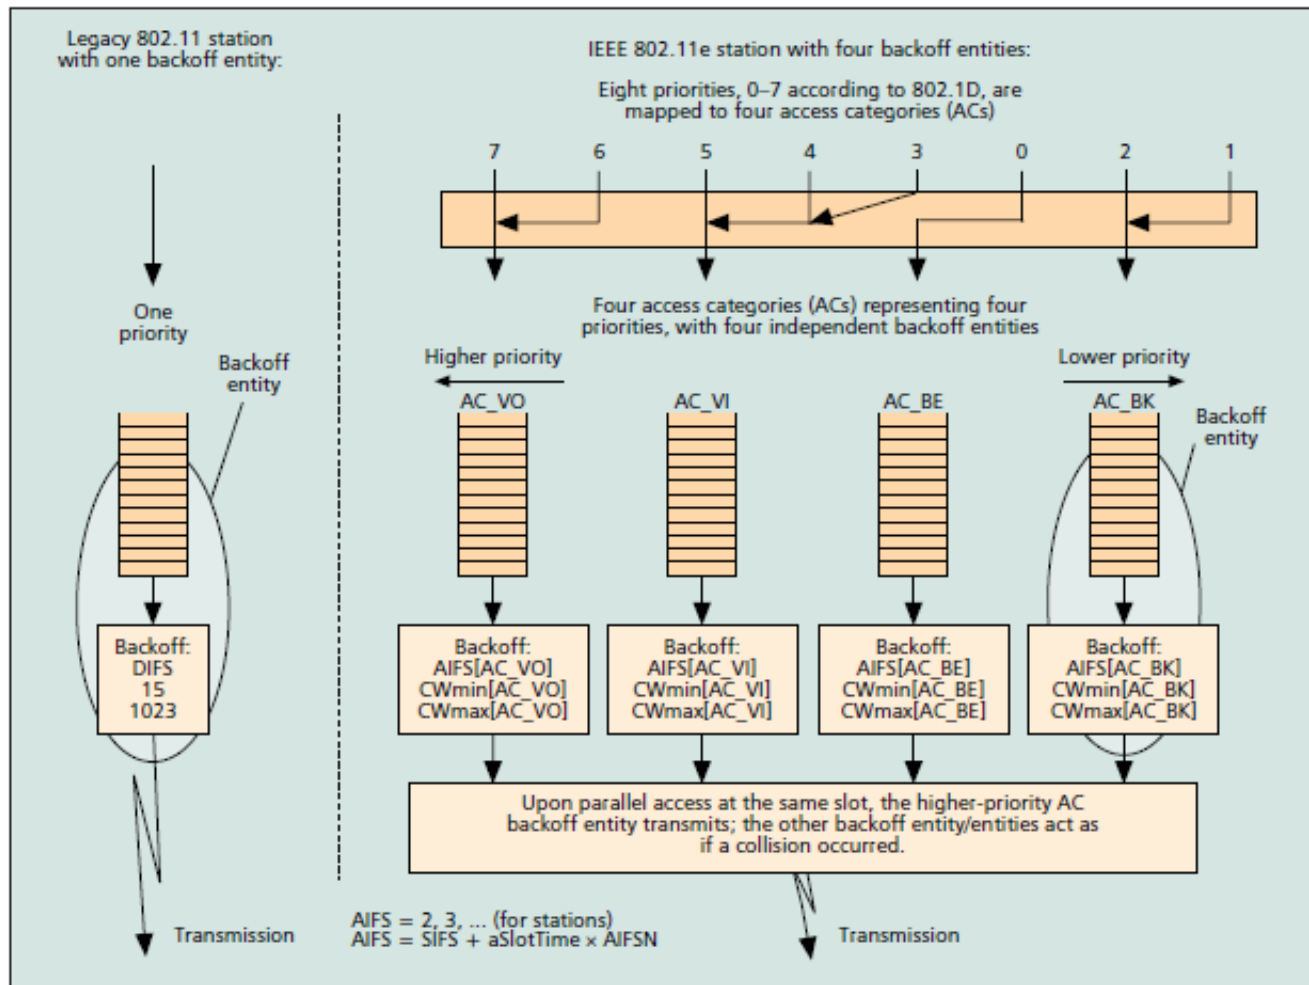 Legacy 802.11 station
with one backoff entity:
IEEE 802.11e station with four backoff entities:
Eight priorities, 0–7 according to 802.1D, are
mapped to four access categories (ACs)
7 6 5 4 3 0 2 1
One
priority
Four access categories (ACs) representing four
priorities, with four independent backoff entities
Backoff
entity
Higher priority
Lower priority
AC_VO AC_VI AC_BE AC_BK
Backoff
entity
Backoff:
DIFS
15
1023
Backoff:
AIFS[AC_VO]
CWmin[AC_VO]
CWmax[AC_VO]
Backoff:
AIFS[AC_VI]
CWmin[AC_VI]
CWmax[AC_VI]
Backoff:
AIFS[AC_BE]
CWmin[AC_BE]
CWmax[AC_BE]
Backoff:
AIFS[AC_BK]
CWmin[AC_BK]
CWmax[AC_BK]
Upon parallel access at the same slot, the higher-priority AC
backoff entity transmits; the other backoff entity/entities act as
if a collision occurred.
Transmission
AIFS = 2, 3, ... (for stations)
AIFS = SIFS + aSlotTime × AIFSN
Transmission